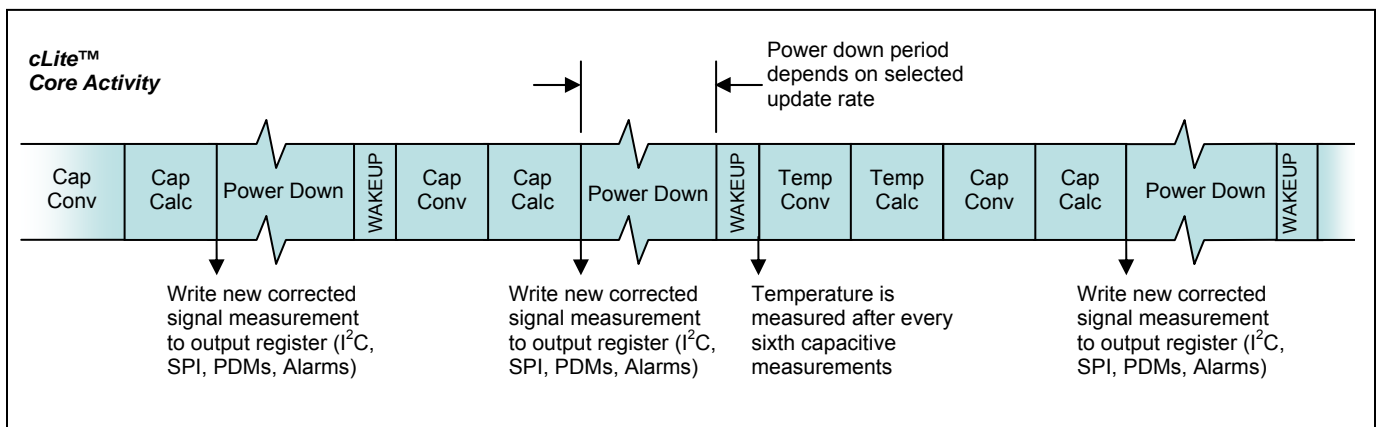 cLite™
Core Activity
Power down period
depends on selected
update rate
Cap
Conv
Cap
Calc
Power Down
WAKEUP
Cap
Conv
Cap
Calc
Power Down
WAKEUP
Temp
Conv
Temp
Calc
Cap
Conv
Cap
Calc
Power Down
WAKEUP
Write new corrected
signal measurement
to output register (I²C,
SPI, PDMs, Alarms)
Write new corrected
signal measurement
to output register (I²C,
SPI, PDMs, Alarms)
Temperature is
measured after every
sixth capacitive
measurements
Write new corrected
signal measurement
to output register (I²C,
SPI, PDMs, Alarms)